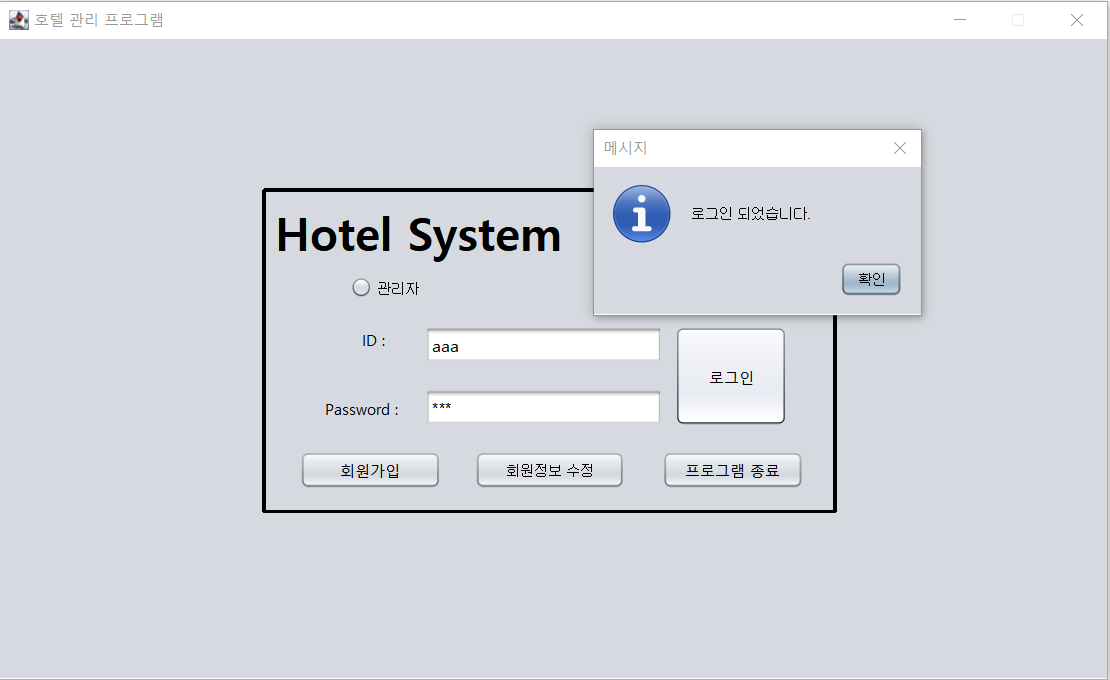 호텔 관리 프로그램
메시지
로그인 되었습니다.
확인
Hotel System
관리자
ID :
aaa
로그인
Password :
***
회원가입
회원정보 수정
프로그램 종료